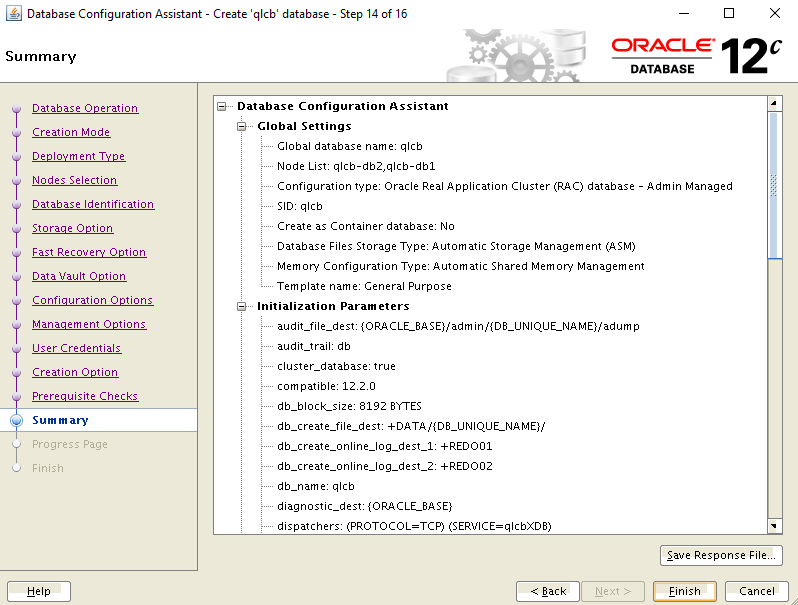 Database Configuration Assistant - Create 'qlcb' database - Step 14 of 16
Summary
ORACLE
DATABASE
12c
Database Operation
Creation Mode
Deployment Type
Nodes Selection
Database Identification
Storage Option
Fast Recovery Option
Data Vault Option
Configuration Options
Management Options
User Credentials
Creation Option
Prerequisite Checks
Summary
Progress Page
Finish
Database Configuration Assistant
Global Settings
Global database name: qlcb
Node List: qlcb-db2,qlcb-db1
Configuration type: Oracle Real Application Cluster (RAC) database - Admin Managed
SID: qlcb
Create as Container database: No
Database Files Storage Type: Automatic Storage Management (ASM)
Memory Configuration Type: Automatic Shared Memory Management
Template name: General Purpose
Initialization Parameters
audit_file_dest: {ORACLE_BASE}/admin/{DB_UNIQUE_NAME}/adump
audit_trail: db
cluster_database: true
compatible: 12.2.0
db_block_size: 8192 BYTES
db_create_file_dest: +DATA/{DB_UNIQUE_NAME}/
db_create_online_log_dest_1: +REDO01
db_create_online_log_dest_2: +REDO02
db_name: qlcb
diagnostic_dest: {ORACLE_BASE}
dispatchers: (PROTOCOL=TCP) (SERVICE=qlcbXDB)
Save Response File...
Help
< Back
Next >
Finish
Cancel